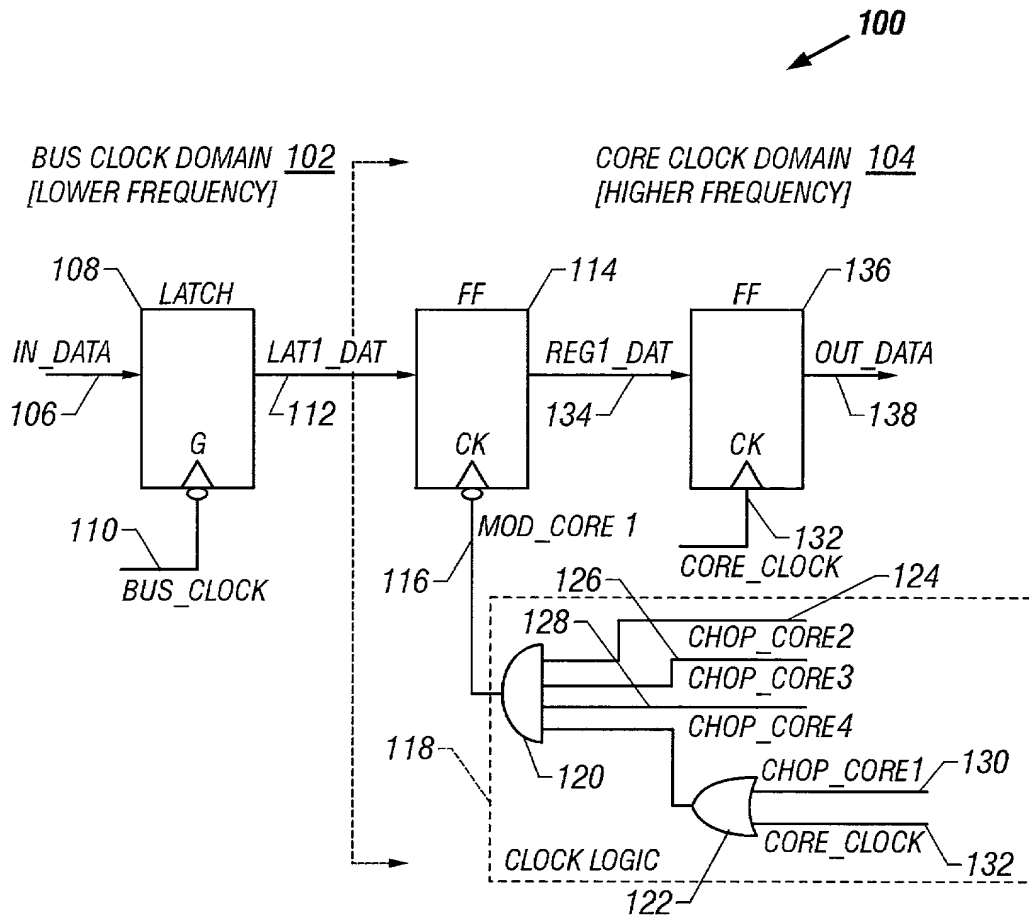 100
BUS CLOCK DOMAIN 102
[LOWER FREQUENCY]
CORE CLOCK DOMAIN 104
[HIGHER FREQUENCY]
108
LATCH
FF
114
FF
136
IN_DATA
LAT1_DAT
REG1_DAT
OUT_DATA
106
112
134
138
G
CK
CK
110
BUS_CLOCK
MOD_CORE 1
116
132
CORE_CLOCK
124
126
128
CHOP_CORE2
CHOP_CORE3
CHOP_CORE4
118
120
CHOP_CORE1
130
CORE_CLOCK
132
CLOCK LOGIC
122